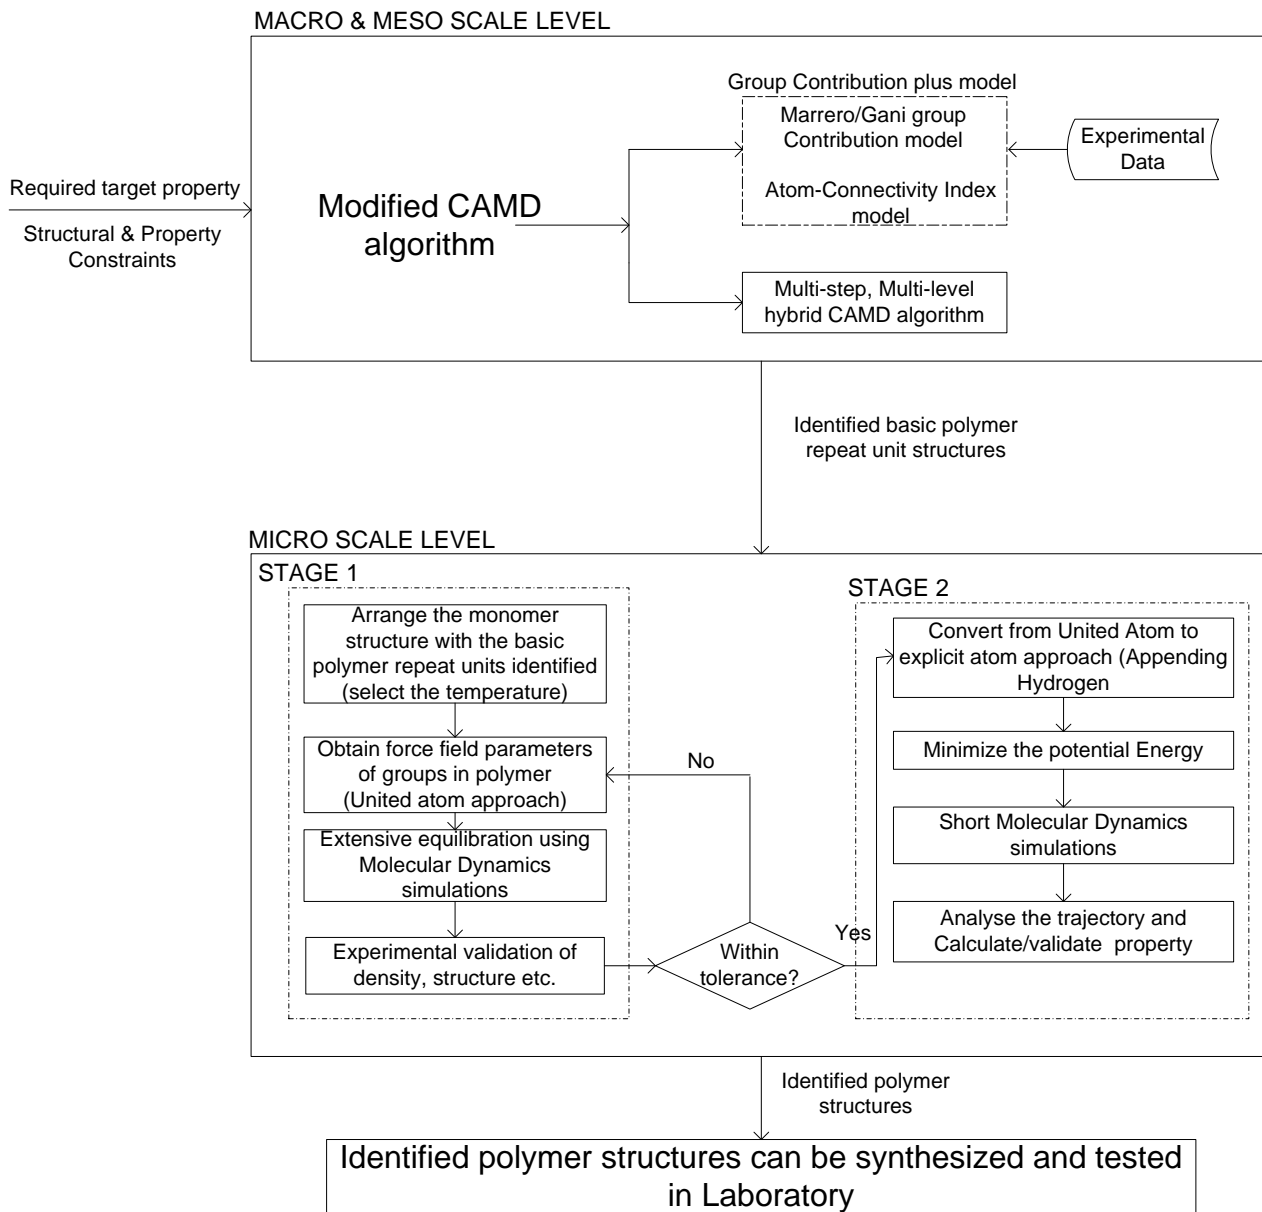 MACRO & MESO SCALE LEVEL
Group Contribution plus model
Marrero/Gani group
Contribution model
Atom-Connectivity Index
model
Experimental
Data
Required target property
Structural & Property
Constraints
Modified CAMD
algorithm
Multi-step, Multi-level
hybrid CAMD algorithm
Identified basic polymer
repeat unit structures
MICRO SCALE LEVEL
STAGE 1
Arrange the monomer
structure with the basic
polymer repeat units identified
(select the temperature)
Obtain force field parameters
of groups in polymer
(United atom approach)
Extensive equilibration using
Molecular Dynamics
simulations
Experimental validation of
density, structure etc.
No
Within
tolerance?
Yes
STAGE 2
Convert from United Atom to
explicit atom approach (Appending
Hydrogen
Minimize the potential Energy
Short Molecular Dynamics
simulations
Analyse the trajectory and
Calculate/validate property
Identified polymer
structures
Identified polymer structures can be synthesized and tested
in Laboratory